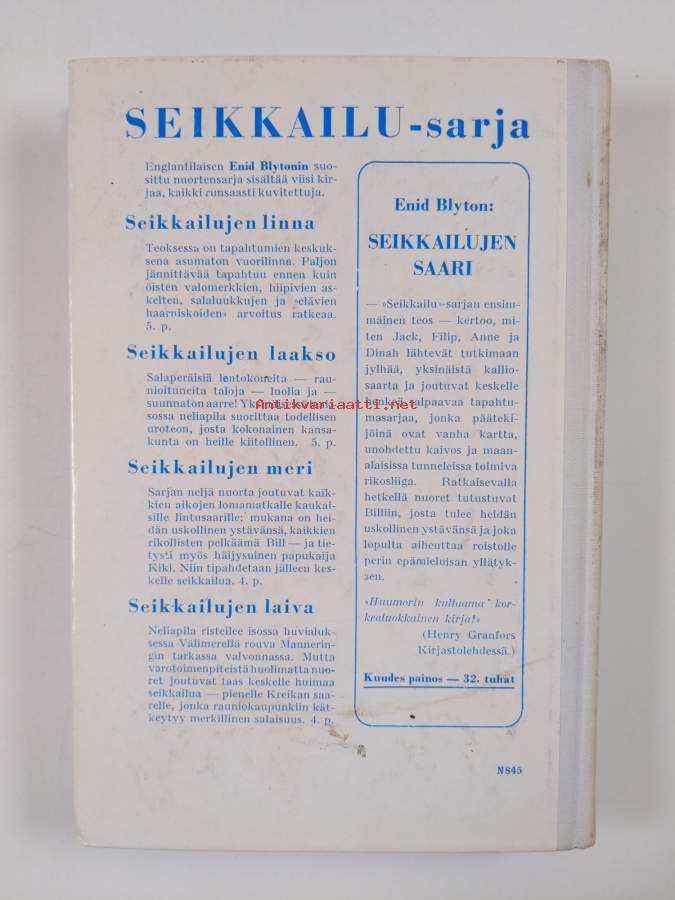 SEIKKAILU-sarja
Englantilaisen Enid Blytonin suo-
sittu nuortensarja sisältää viisi kir-
jaa, kaikki runsaasti kuvitettuja.
Seikkailujen linna
Teoksessa on tapahtumien keskuk-
sena asumaton vuorilinna. Paljon
jännittävää tapahtuu ennen kuin
öisten valomerkkien, hiipivien as-
kelten, salaluukkujen ja »elävien
haarniskoiden» arvoitus ratkeaa.
5. p.
Seikkailujen laakso
Salaperäisiä lentokoneita — rau-
nioituneita taloja — luolia ja —
suunnaton aarre!
sossa neliapila suorittaa todellisen
uroteon, josta kokonainen kansa-
kunta on heille kiitollinen. 5. p.
Seikkailujen meri
Sarjan neljä nuorta joutuvat kaik-
kien aikojen lomamatkalle kaukai-
sille lintusaarille; mukana on hei-
dän uskollinen ystävänsä, kaikkien
rikollisten pelkäämä Bill — ja tie-
tysti myös häijysuinen papukaija
Kiki. Niin tipahdetaan jälleen kes-
kelle seikkailua. 4. p.
Seikkailujen laiva
Neliapila risteilee isossa huvialuk-
sessa Välimerellä rouva Mannerin-
gin tarkassa valvonnassa. Mutta
varotoimenpiteistä huolimatta nuo-
ret joutuvat taas keskelle huimaa
seikkailua — pienelle Kreikan saa-
relle, jonka rauniokaupunkiin kät-
keytyy merkillinen salaisuus. 4. p.
Enid Blyton:
SEIKKAILUJEN
SAARI
— »Seikkailu»-sarjan ensim-
mäinen teos — kertoo, mi-
ten Jack, Filip, Anne ja
Dinah lähtevät tutkimaan
jylhää, yksinäistä kallio-
saarta ja joutuvat keskelle
henkeä salpaavaa tapahtu-
masarjaa, jonka pääteki-
jöinä ovat vanha kartta,
unohdettu kaivos ja maan-
alaisissa tunneleissa toimiva
rikosliiga. Ratkaisevalla
hetkellä nuoret tutustuvat
Billiin, josta tulee heidän
uskollinen ystävänsä ja joka
lopulta aiheuttaa roistolle
perin epämieluisan yllätyk-
sen.
»Huumorin kultaama kor-
kealuokkainen kirja!»
(Henry Granfors
Kirjastolehdessä.)
Kuudes painos — 32. tuhat
N845
Antikvariaatti.net